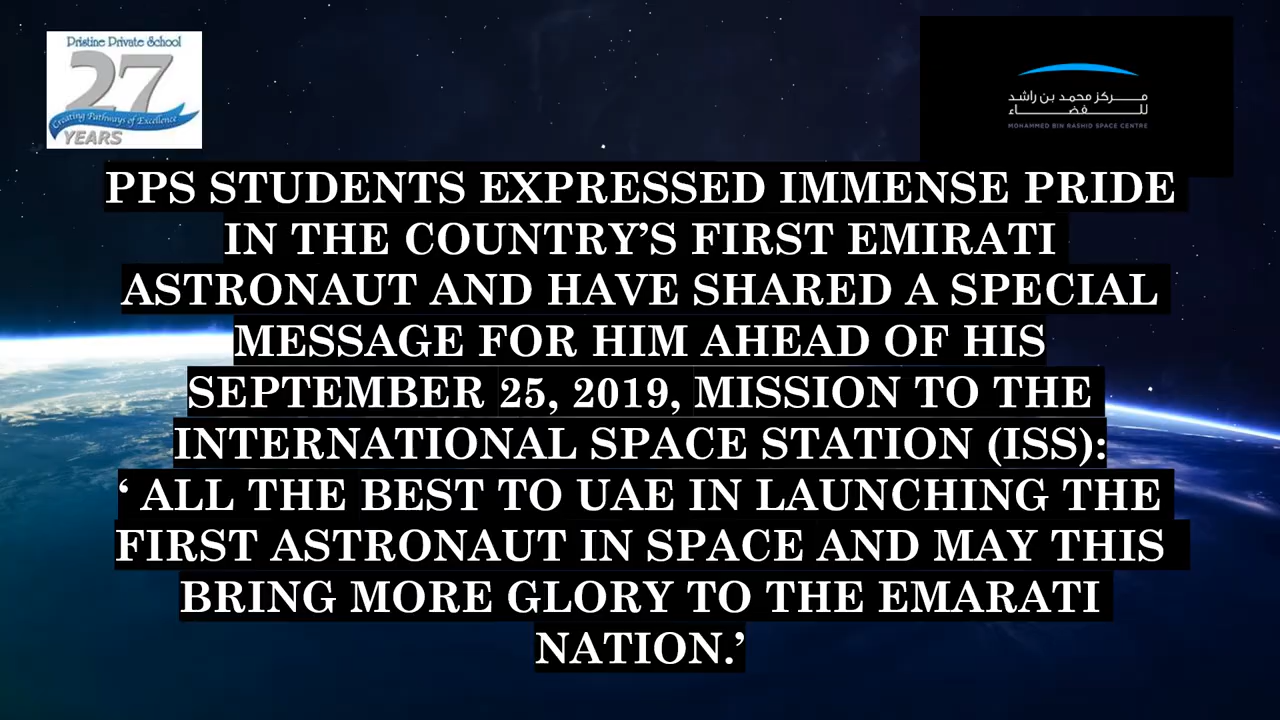 Pristine Private School
27
Creating Pathways of Excellence
YEARS
مركز محمد بن راشد
للفضاء
MOHAMMED BIN RASHID SPACE CENTRE
PPS STUDENTS EXPRESSED IMMENSE PRIDE
IN THE COUNTRY’S FIRST EMIRATI
ASTRONAUT AND HAVE SHARED A SPECIAL
MESSAGE FOR HIM AHEAD OF HIS
SEPTEMBER 25, 2019, MISSION TO THE
INTERNATIONAL SPACE STATION (ISS):
‘ ALL THE BEST TO UAE IN LAUNCHING THE
FIRST ASTRONAUT IN SPACE AND MAY THIS
BRING MORE GLORY TO THE EMARATI
NATION.’